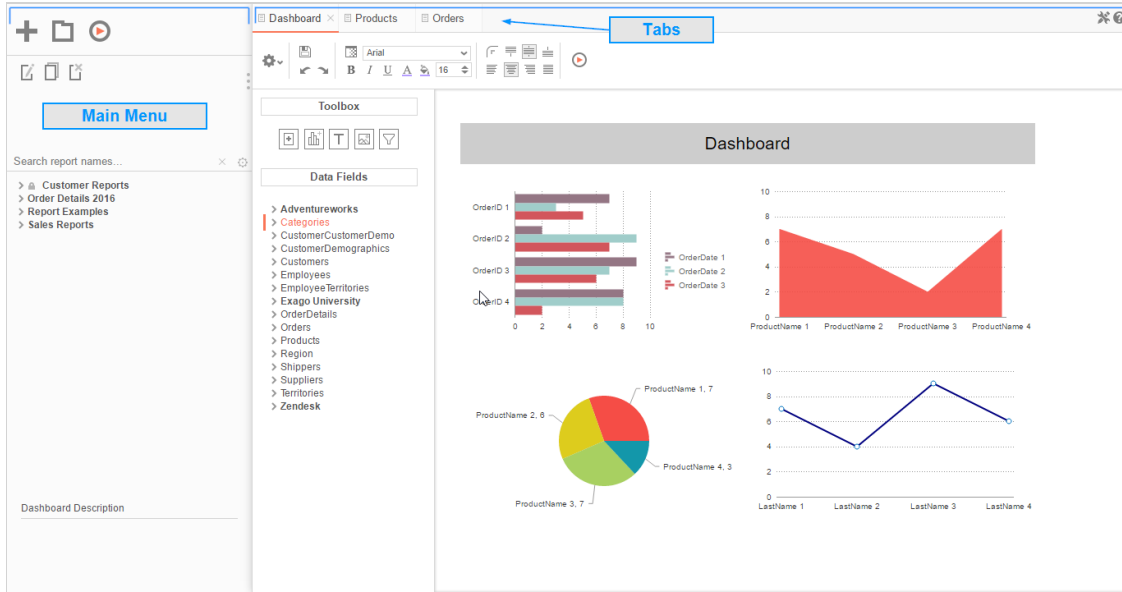 Dashboard
Products
Orders
Tabs
Arial
B I U A 16
Main Menu
Search report names...
Customer Reports
Order Details 2016
Report Examples
Sales Reports
Dashboard Description
Toolbox
T
Data Fields
Adventureworks
Categories
CustomerCustomerDemo
CustomerDemographics
Customers
Employees
EmployeeTerritories
Exago University
OrderDetails
Orders
Products
Region
Shippers
Suppliers
Territories
Zendesk
Dashboard
OrderID 1
OrderID 2
OrderID 3
OrderID 4
0 2 4 6 8 10
OrderDate 1
OrderDate 2
OrderDate 3
10
8
6
4
2
0
ProductName 1 ProductName 2 ProductName 3 ProductName 4
ProductName 1, 7
ProductName 2, 6
ProductName 4, 3
ProductName 3, 7
10
8
6
4
2
0
LastName 1 LastName 2 LastName 3 LastName 4